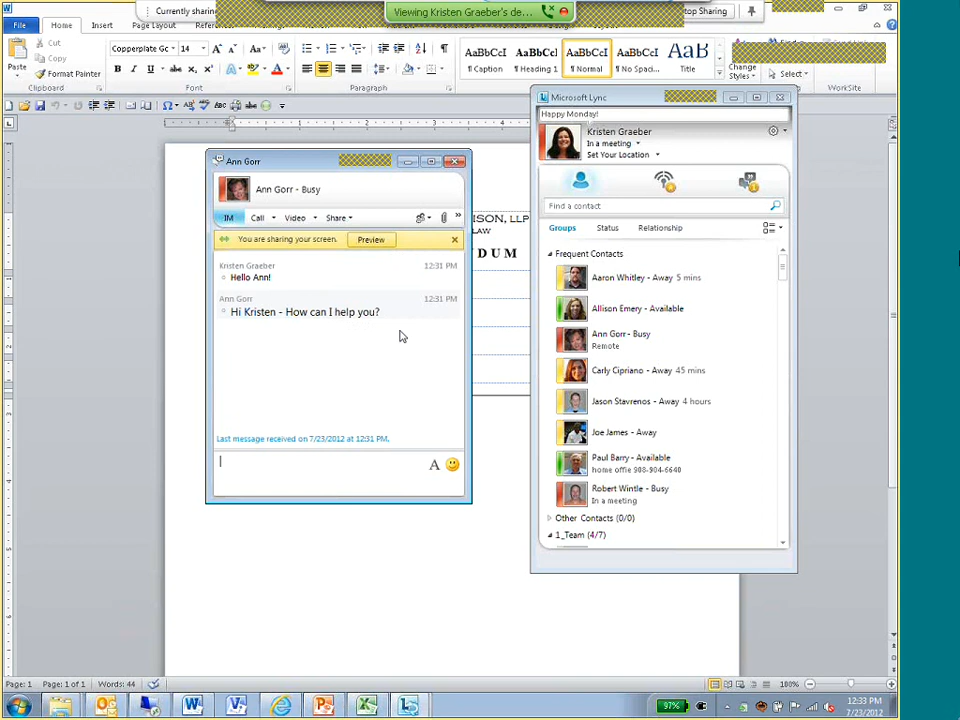 Currently sharing
Viewing Kristen Graeber's de...
top Sharing
File
Home
Insert
Page Layout
Paste
Cut
Copy
Format Painter
Clipboard
Copperplate Gc
14
Font
Paragraph
AaBbCcI
¶ Caption
AaBbCc
¶ Heading 1
AaBbCcI
¶ Normal
AaBbCcI
¶ No Spaci...
AaB
Title
Change
Styles
Select
WorkSite
ISON, LLP
LAW
DUM
Ann Gorr
Ann Gorr - Busy
IM
Call
Video
Share
You are sharing your screen.
Preview
Kristen Graeber
12:31 PM
Hello Ann!
Ann Gorr
12:31 PM
Hi Kristen - How can I help you?
Last message received on 7/23/2012 at 12:31 PM.
Microsoft Lync
Happy Monday!
Kristen Graeber
In a meeting
Set Your Location
Find a contact
Groups
Status
Relationship
Frequent Contacts
Aaron Whitley - Away 5 mins
Allison Emery - Available
Ann Gorr - Busy
Remote
Carly Cipriano - Away 45 mins
Jason Stavrenos - Away 4 hours
Joe James - Away
Paul Barry - Available
home offie 908-904-6640
Robert Wintle - Busy
In a meeting
Other Contacts (0/0)
1_Team (4/7)
Page: 1
Page: 1 of 1
Words: 44
180%
97%
12:33 PM
7/23/2012